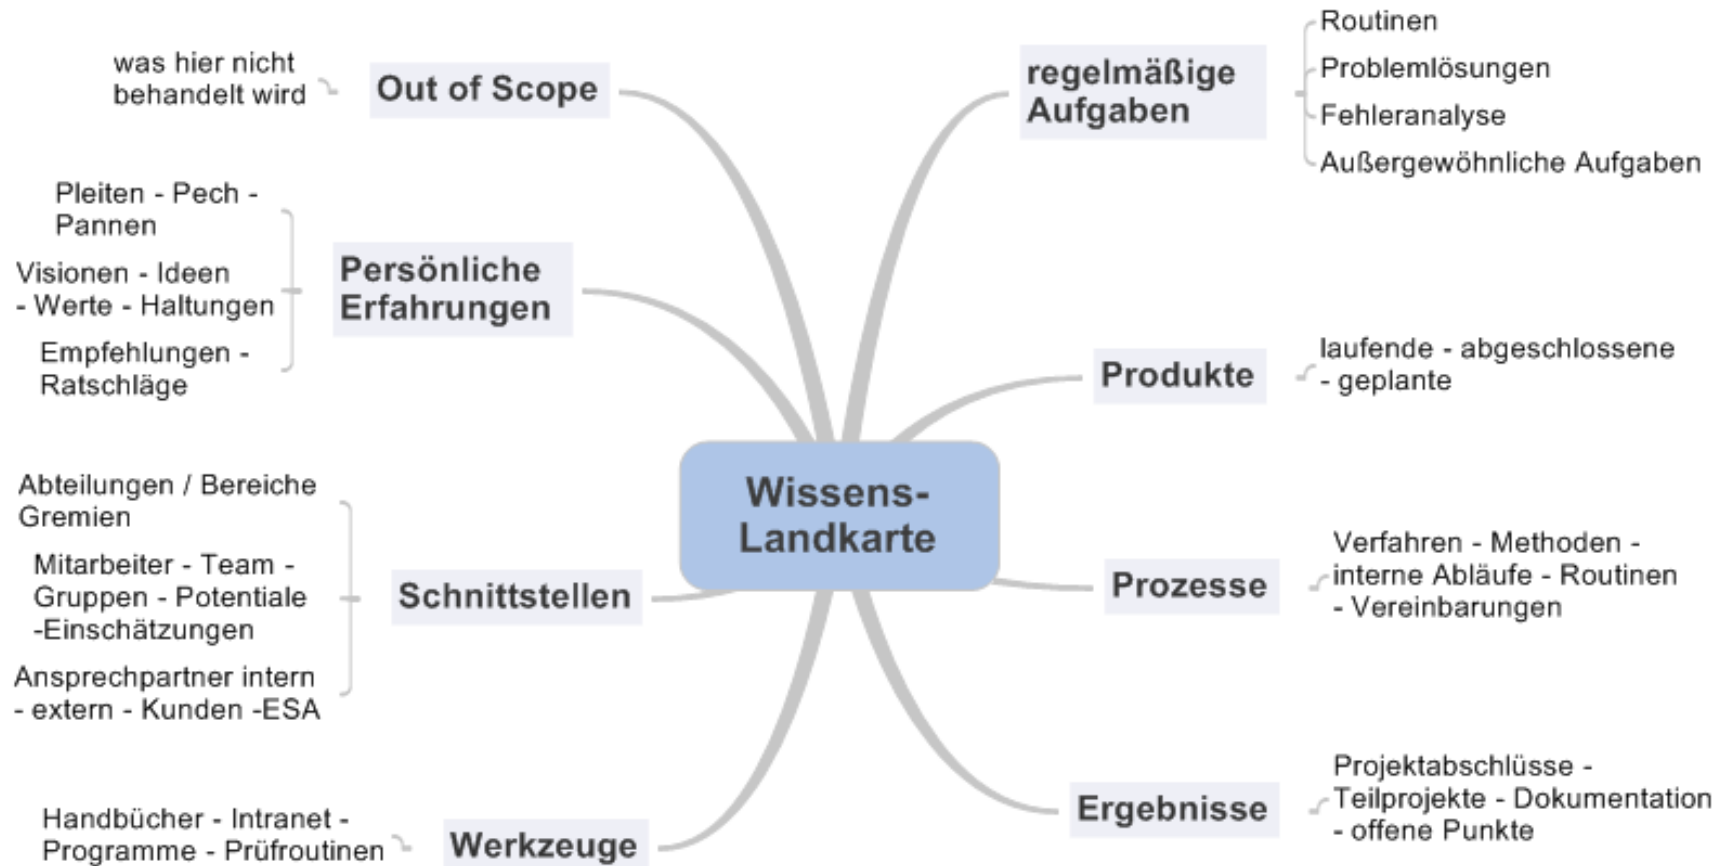 Wissens-
Landkarte
regelmäßige
Aufgaben
Routinen
Problemlösungen
Fehleranalyse
Außergewöhnliche Aufgaben
Produkte
laufende - abgeschlossene
- geplante
Prozesse
Verfahren - Methoden -
interne Abläufe - Routinen
- Vereinbarungen
Ergebnisse
Projektabschlüsse -
Teilprojekte - Dokumentation
- offene Punkte
Out of Scope
was hier nicht
behandelt wird
Persönliche
Erfahrungen
Pleiten - Pech -
Pannen
Visionen - Ideen
- Werte - Haltungen
Empfehlungen -
Ratschläge
Schnittstellen
Abteilungen / Bereiche
Gremien
Mitarbeiter - Team -
Gruppen - Potentiale
-Einschätzungen
Ansprechpartner intern
- extern - Kunden -ESA
Werkzeuge
Handbücher - Intranet -
Programme - Prüfroutinen